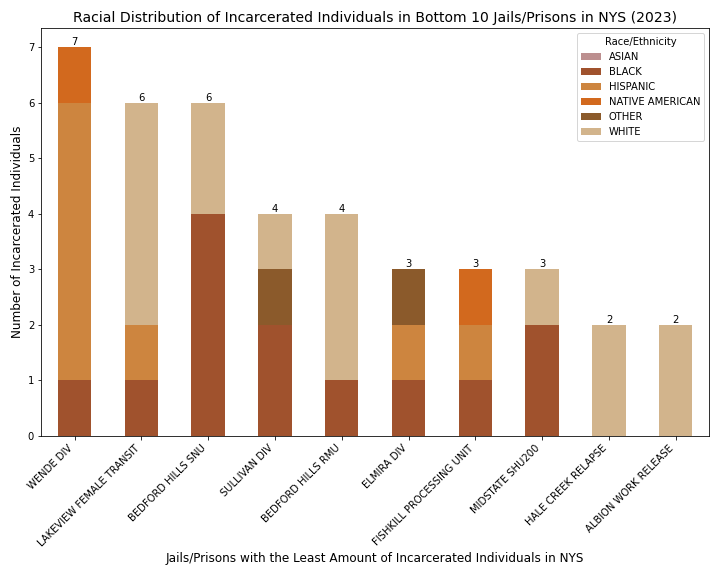 Racial Distribution of Incarcerated Individuals in Bottom 10 Jails/Prisons in NYS (2023)
Race/Ethnicity
ASIAN
BLACK
HISPANIC
NATIVE AMERICAN
OTHER
WHITE
Number of Incarcerated Individuals
7
6
5
4
3
2
1
0
7
6
6
4
4
3
3
3
2
2
WENDE DIV
LAKEVIEW FEMALE TRANSIT
BEDFORD HILLS SNU
SULLIVAN DIV
BEDFORD HILLS RMU
ELMIRA DIV
FISHKILL PROCESSING UNIT
MIDSTATE SHU200
HALE CREEK RELAPSE
ALBION WORK RELEASE
Jails/Prisons with the Least Amount of Incarcerated Individuals in NYS